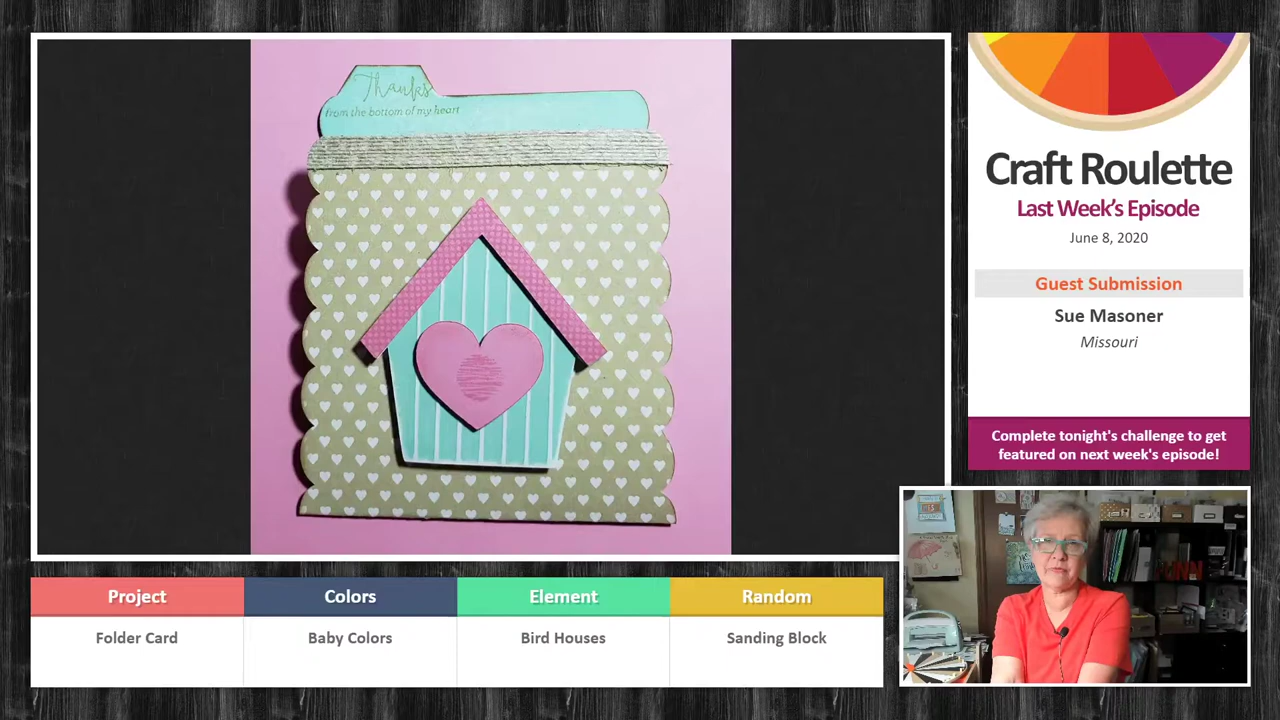 Thanks
from the bottom of my heart
Craft Roulette
Last Week's Episode
June 8, 2020
Guest Submission
Sue Masoner
Missouri
Complete tonight's challenge to get
featured on next week's episode!
Project
Colors
Element
Random
Folder Card
Baby Colors
Bird Houses
Sanding Block